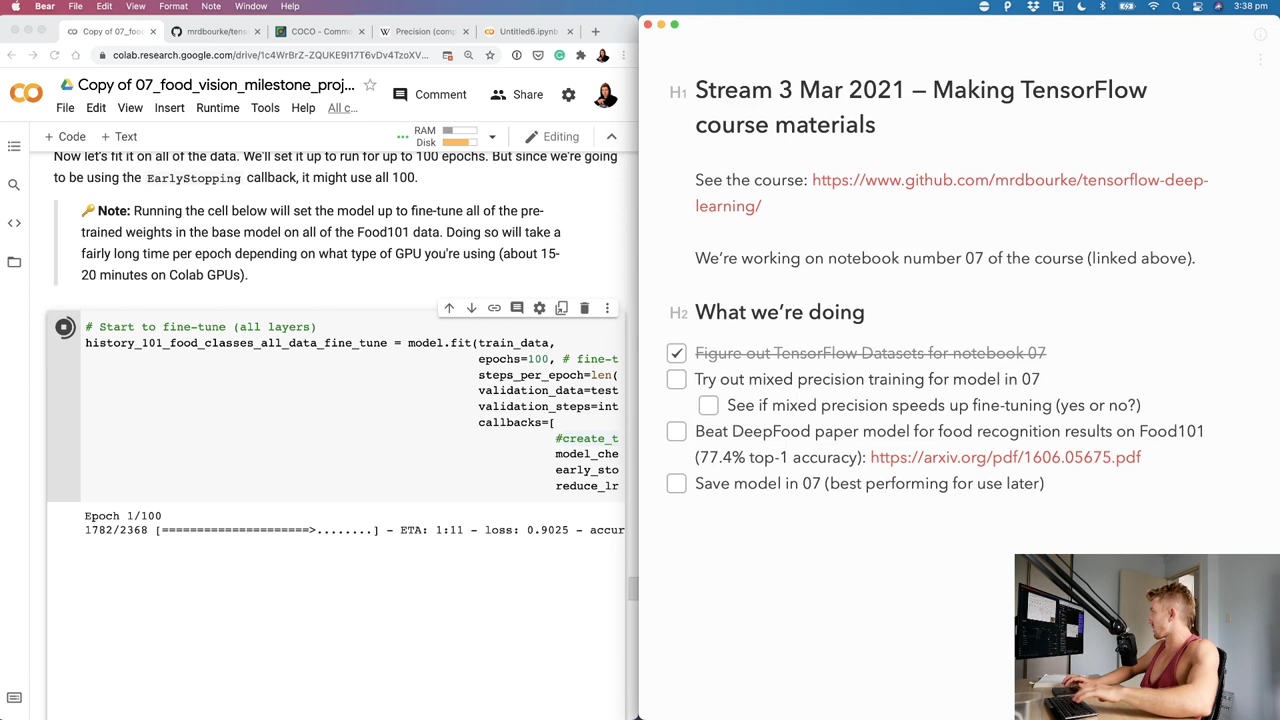 Bear File Edit View Format Note Window Help 3:38 pm
Copy of 07_foo mrdbourke/tens COCO - Commo Precision (com Untitled6.ipynb
colab.research.google.com/drive/1c4WrBrZ-ZQUKE9I17T6vDv4TzoXV...
Copy of 07_food_vision_milestone_proj...
Comment Share
File Edit View Insert Runtime Tools Help All c...
+ Code + Text RAM Disk Editing
Now let's fit it on all of the data. We'll set it up to run for up to 100 epochs. But since we're going
to be using the EarlyStopping callback, it might use all 100.
🔑 Note: Running the cell below will set the model up to fine-tune all of the pre-
trained weights in the base model on all of the Food101 data. Doing so will take a
fairly long time per epoch depending on what type of GPU you're using (about 15-
20 minutes on Colab GPUs).
# Start to fine-tune (all layers)
history_101_food_classes_all_data_fine_tune = model.fit(train_data,
epochs=100, # fine-t
steps_per_epoch=len(
validation_data=test
validation_steps=int
callbacks=[
#create_t
model_che
early_sto
reduce_lr
Epoch 1/100
1782/2368 [=====================>........] - ETA: 1:11 - loss: 0.9025 - accur
H1 Stream 3 Mar 2021 – Making TensorFlow
course materials
See the course: https://www.github.com/mrdbourke/tensorflow-deep-
learning/
We're working on notebook number 07 of the course (linked above).
H2 What we're doing
Figure out TensorFlow Datasets for notebook 07
Try out mixed precision training for model in 07
See if mixed precision speeds up fine-tuning (yes or no?)
Beat DeepFood paper model for food recognition results on Food101
(77.4% top-1 accuracy): https://arxiv.org/pdf/1606.05675.pdf
Save model in 07 (best performing for use later)